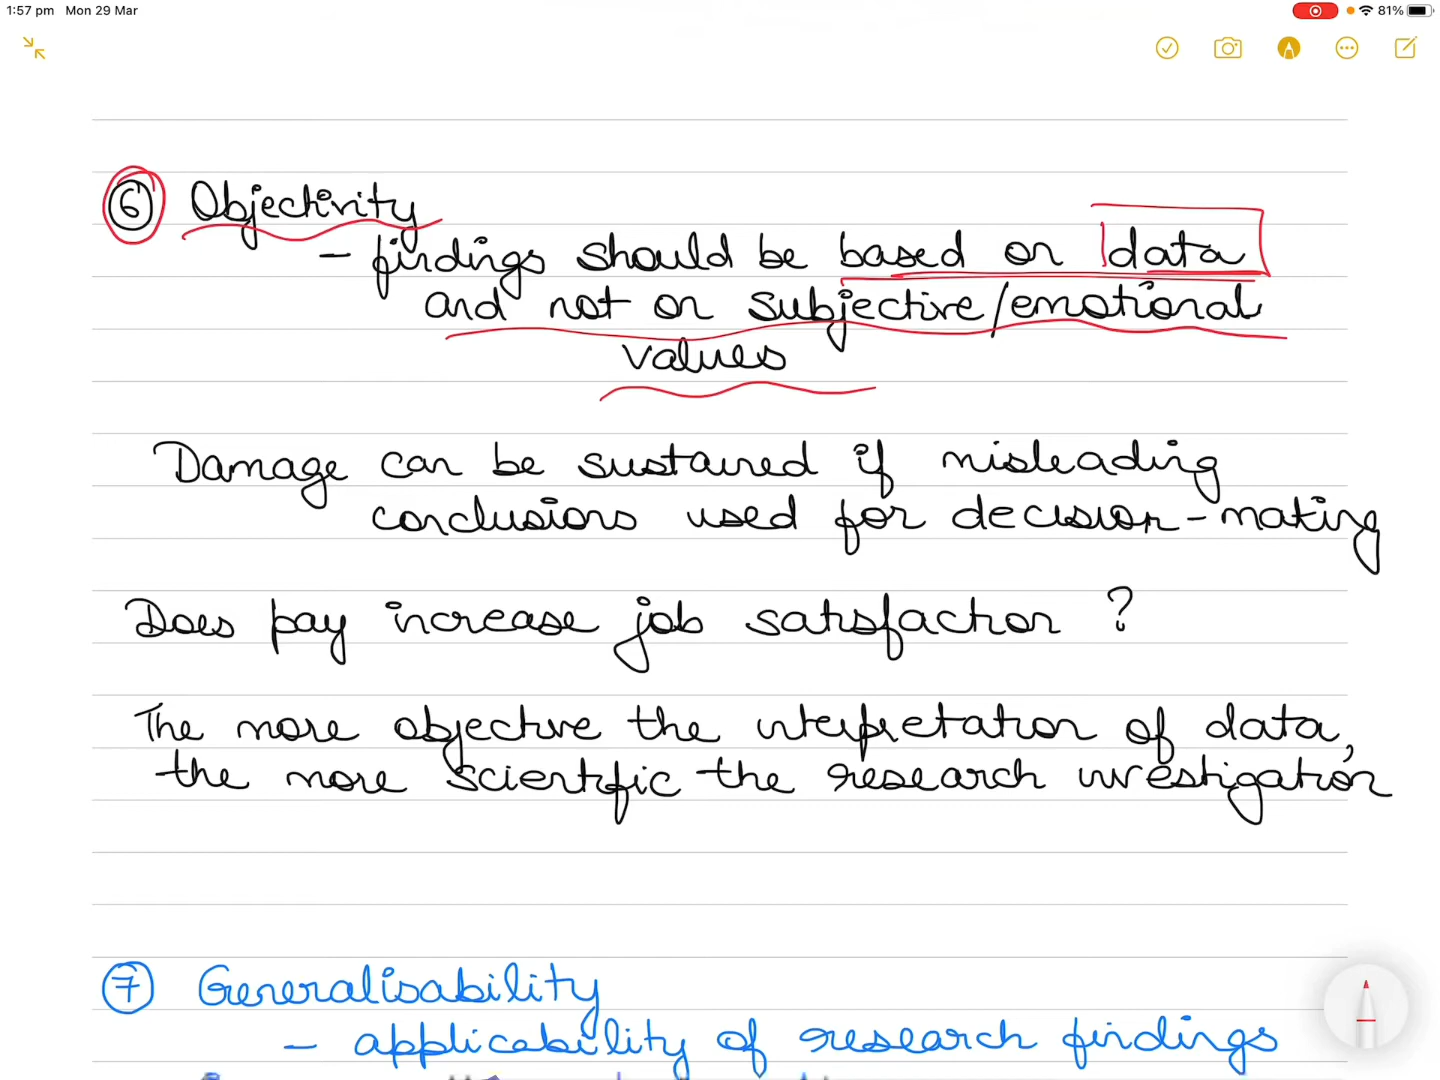 1:57 pm Mon 29 Mar 81%
6 Objectivity
- findings should be based on data
and not on subjective/emotional
values
Damage can be sustained if misleading
conclusions used for decision-making
Does pay increase job satisfaction ?
The more objective the interpretation of data,
the more scientific the research investigation
7 Generalisability
- applicability of research findings